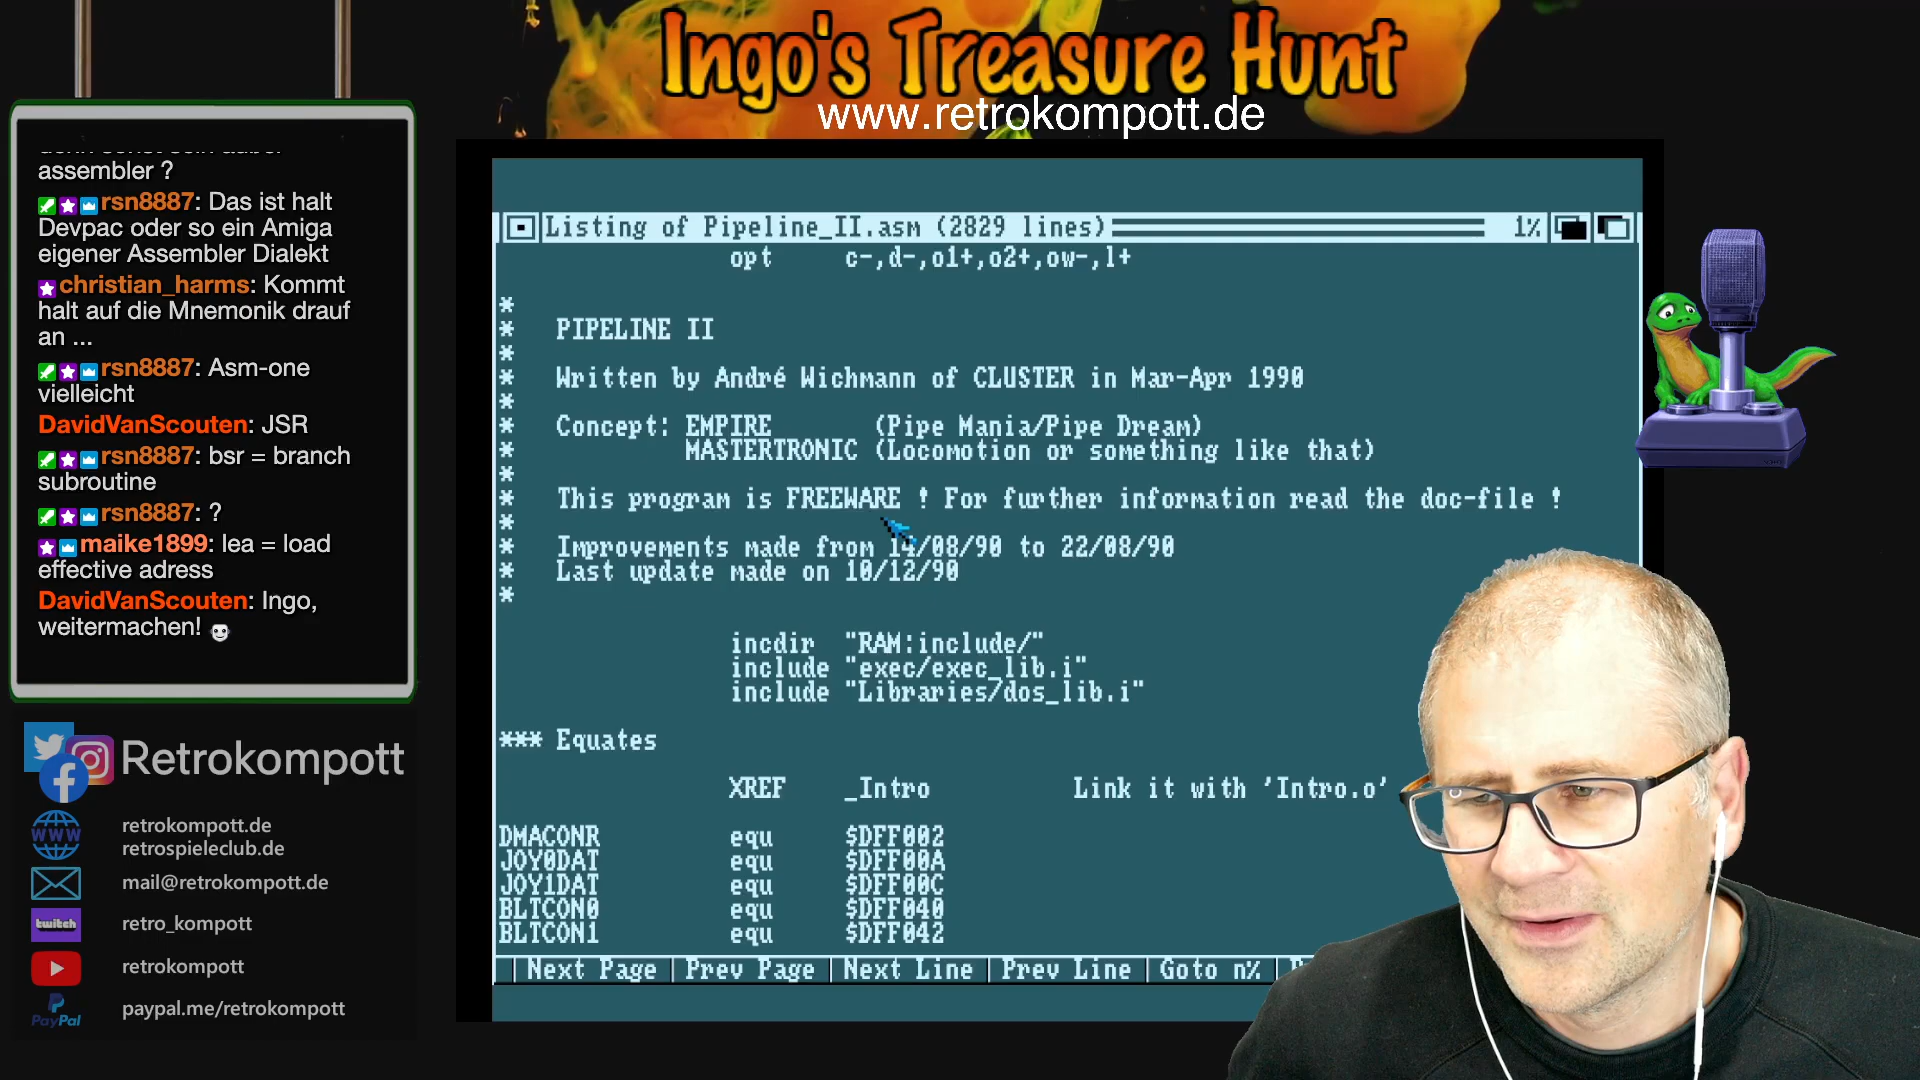 Ingo's Treasure Hunt
www.retrokompott.de
assembler ?
rsn8887: Das ist halt
Devpac oder so ein Amiga
eigener Assembler Dialekt
christian_harms: Kommt
halt auf die Mnemonik drauf
an ...
rsn8887: Asm-one
vielleicht
DavidVanScouten: JSR
rsn8887: bsr = branch
subroutine
rsn8887: ?
maike1899: lea = load
effective adress
DavidVanScouten: Ingo,
weitermachen!
Retrokompott
WWW
retrokompott.de
retrospieleclub.de
mail@retrokompott.de
twitch
retro_kompott
retrokompott
PayPal
paypal.me/retrokompott
Listing of Pipeline_II.asm (2829 lines) 1%
opt c-,d-,o1+,o2+,ow-,l+
*
* PIPELINE II
*
* Written by André Wichmann of CLUSTER in Mar-Apr 1990
*
* Concept: EMPIRE (Pipe Mania/Pipe Dream)
* MASTERTRONIC (Locomotion or something like that)
*
* This program is FREEWARE ! For further information read the doc-file !
*
* Improvements made from 14/08/90 to 22/08/90
* Last update made on 10/12/90
*
incdir "RAM:include/"
include "exec/exec_lib.i"
include "Libraries/dos_lib.i"
*** Equates
XREF _Intro Link it with 'Intro.o'
DMACONR equ $DFF002
JOY0DAT equ $DFF00A
JOY1DAT equ $DFF00C
BLTCON0 equ $DFF040
BLTCON1 equ $DFF042
Next Page Prev Page Next Line Prev Line Goto n%